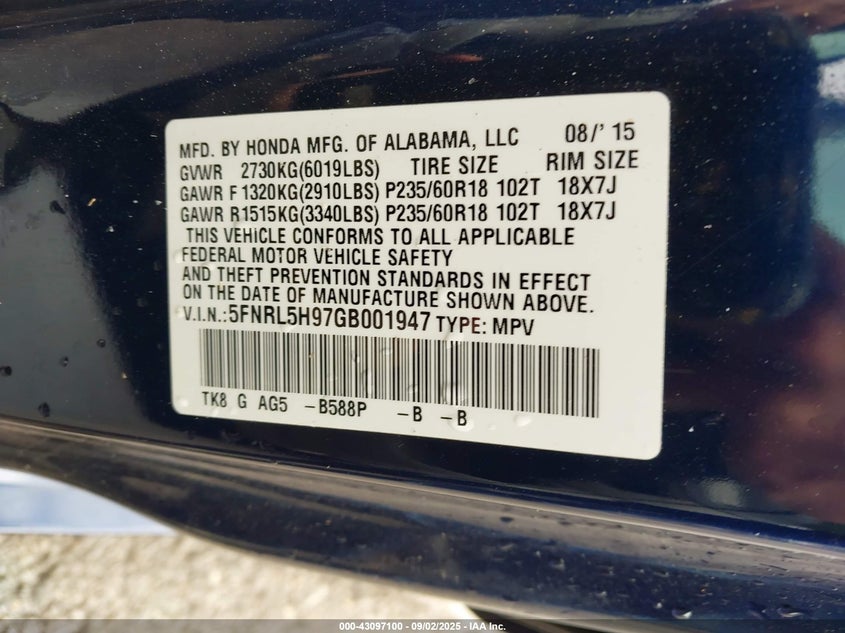 MFD. BY HONDA MFG. OF ALABAMA, LLC 08/'15
GVWR 2730KG(6019LBS) TIRE SIZE RIM SIZE
GAWR F1320KG(2910LBS) P235/60R18 102T 18X7J
GAWR R1515KG(3340LBS) P235/60R18 102T 18X7J
THIS VEHICLE CONFORMS TO ALL APPLICABLE
FEDERAL MOTOR VEHICLE SAFETY
AND THEFT PREVENTION STANDARDS IN EFFECT
ON THE DATE OF MANUFACTURE SHOWN ABOVE.
V.I.N.:5FNRL5H97GB001947 TYPE: MPV
TK8 G AG5 -B588P -B -B
000-43097100 - 09/02/2025 - IAA Inc.